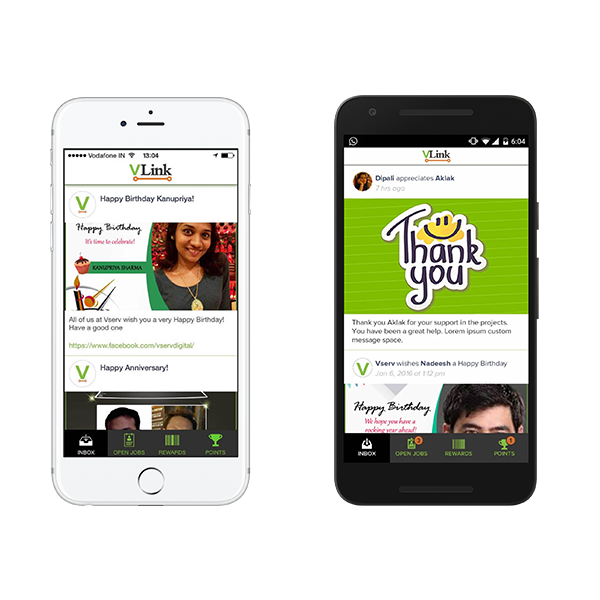 Vodafone IN 13:04
VLink
Happy Birthday Kanupriya!
Happy Birthday
It's time to celebrate!
KANUPRIYA SHARMA
All of us at Vserv wish you a very Happy Birthday!
Have a good one
https://www.facebook.com/vservdigital/
Happy Anniversary!
INBOX OPEN JOBS REWARDS POINTS
6:04
VLink
Dipali appreciates Aklak
7 hrs ago
Thank
you
Thank you Aklak for your support in the projects.
You have been a great help. Lorem ipsum custom
message space.
Vserv wishes Nadeesh a Happy Birthday
Jan 6, 2016 at 1:12 pm
Happy Birthday
We hope you have a
rocking year ahead!
3 1
INBOX OPEN JOBS REWARDS POINTS